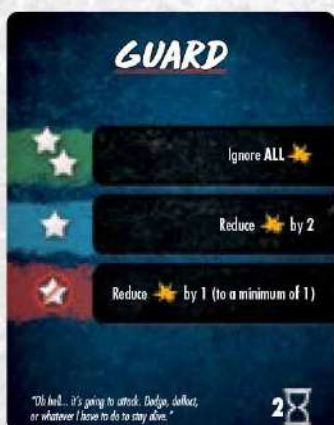 GUARD
Ignore ALL
Reduce by 2
Reduce by 1 (to a minimum of 1)
"Oh hell... it's going to attack. Dodge, deflect,
or whatever I have to do to stay alive."
2